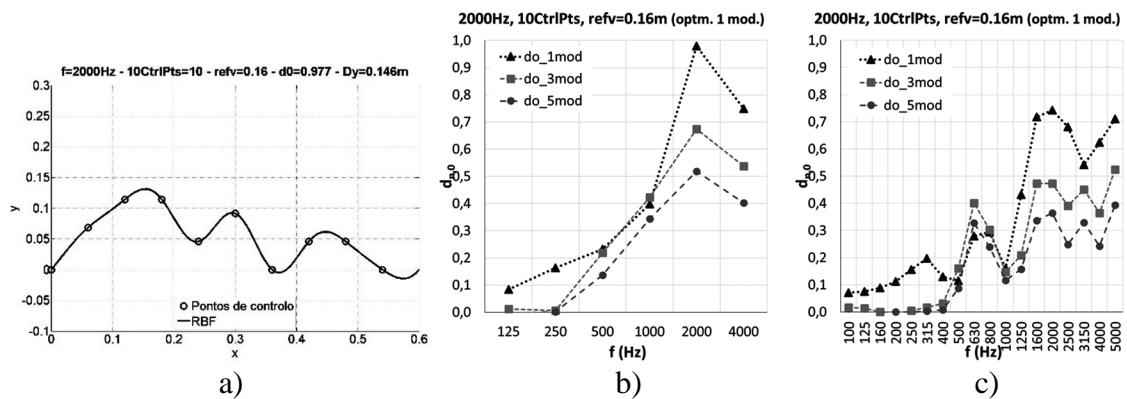 f=2000Hz - 10CtrlPts=10 - refv=0.16 - d0=0.977 - Dy=0.146m
0.3
0.25
0.2
0.15
0.1
0.05
0
-0.05
-0.1
y
0 0.1 0.2 0.3 0.4 0.5 0.6
x
Pontos de controlo
RBF
a)
2000Hz, 10CtrlPts, refv=0.16m (optm. 1 mod.)
1,0
0,9
0,8
0,7
0,6
0,5
0,4
0,3
0,2
0,1
0,0
do_1mod
do_3mod
do_5mod
125 250 500 1000 2000 4000
f (Hz)
b)
2000Hz, 10CtrlPts, refv=0.16m (optm. 1 mod.)
1,0
0,9
0,8
0,7
0,6
0,5
0,4
0,3
0,2
0,1
0,0
do_1mod
do_3mod
do_5mod
100 125 160 200 250 315 400 500 630 800 1000 1250 1600 2000 2500 3150 4000 5000
f (Hz)
c)